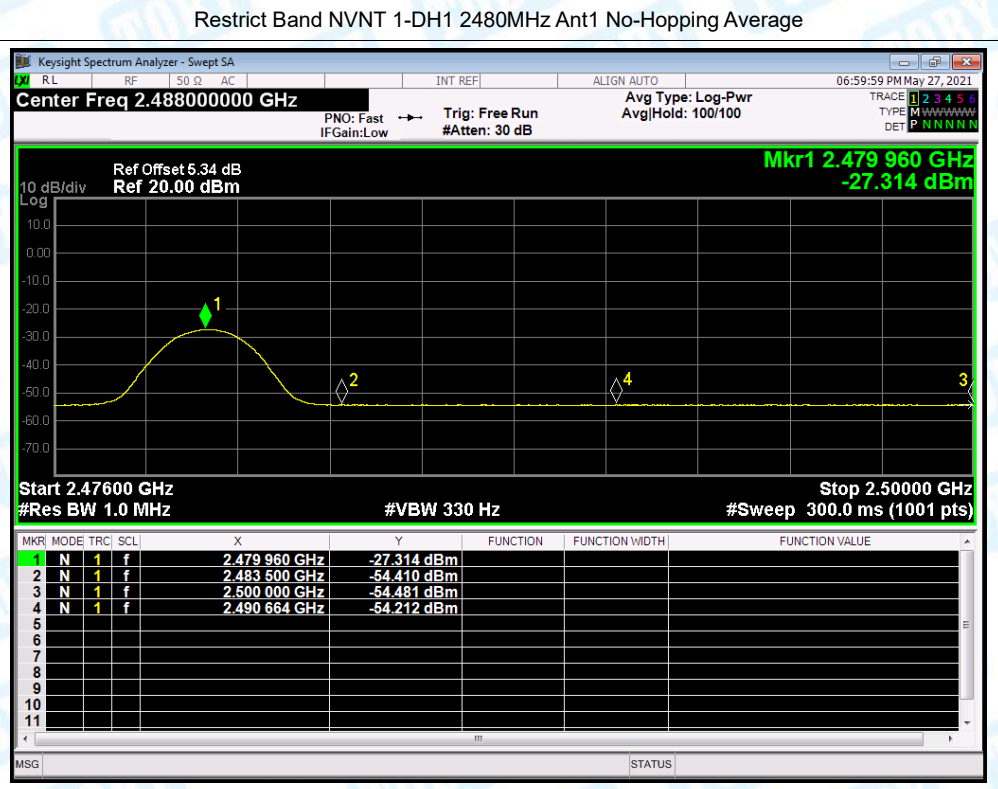 Restrict Band NVNT 1-DH1 2480MHz Ant1 No-Hopping Average
Keysight Spectrum Analyzer - Swept SA
LXI RL RF 50 Ω AC INT REF ALIGN AUTO 06:59:59 PM May 27, 2021
Center Freq 2.488000000 GHz
PNO: Fast
IFGain:Low
Trig: Free Run
#Atten: 30 dB
Avg Type: Log-Pwr
Avg|Hold: 100/100
TRACE 1 2 3 4 5 6
TYPE M WWWWW
DET P N N N N N
Mkr1 2.479 960 GHz
-27.314 dBm
Ref Offset 5.34 dB
10 dB/div Ref 20.00 dBm
Log
10.0
0.00
-10.0
-20.0
-30.0
-40.0
-50.0
-60.0
-70.0
1
2
4
3
Start 2.47600 GHz Stop 2.50000 GHz
#Res BW 1.0 MHz #VBW 330 Hz #Sweep 300.0 ms (1001 pts)
MKR MODE TRC SCL X Y FUNCTION FUNCTION WIDTH FUNCTION VALUE
1 N 1 f 2.479 960 GHz -27.314 dBm
2 N 1 f 2.483 500 GHz -54.410 dBm
3 N 1 f 2.500 000 GHz -54.481 dBm
4 N 1 f 2.490 664 GHz -54.212 dBm
5
6
7
8
9
10
11
MSG STATUS